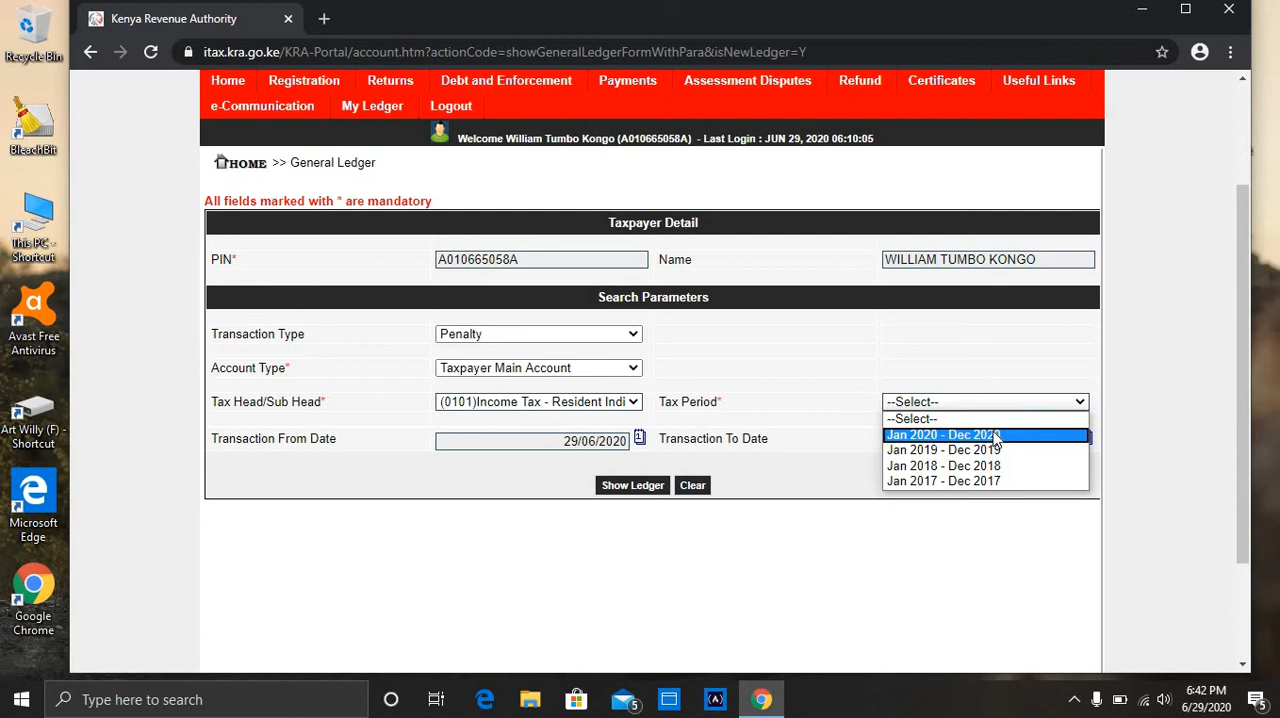 Recycle Bin
BleachBit
This PC -
Shortcut
Avast Free
Antivirus
Art Willy (F) -
Shortcut
Microsoft
Edge
Google
Chrome
Kenya Revenue Authority
itax.kra.go.ke/KRA-Portal/account.htm?actionCode=showGeneralLedgerFormWithPara&isNewLedger=Y
Home Registration Returns Debt and Enforcement Payments Assessment Disputes Refund Certificates Useful Links
e-Communication My Ledger Logout
Welcome William Tumbo Kongo (A010665058A) - Last Login : JUN 29, 2020 06:10:05
HOME >> General Ledger
All fields marked with * are mandatory
Taxpayer Detail
PIN* A010665058A Name WILLIAM TUMBO KONGO
Search Parameters
Transaction Type Penalty
Account Type* Taxpayer Main Account
Tax Head/Sub Head* (0101)Income Tax - Resident Indi Tax Period* --Select--
--Select--
Jan 2020 - Dec 2020
Jan 2019 - Dec 2019
Jan 2018 - Dec 2018
Jan 2017 - Dec 2017
Transaction From Date 29/06/2020 1 Transaction To Date
Show Ledger Clear
Type here to search
5
6:42 PM
6/29/2020
5